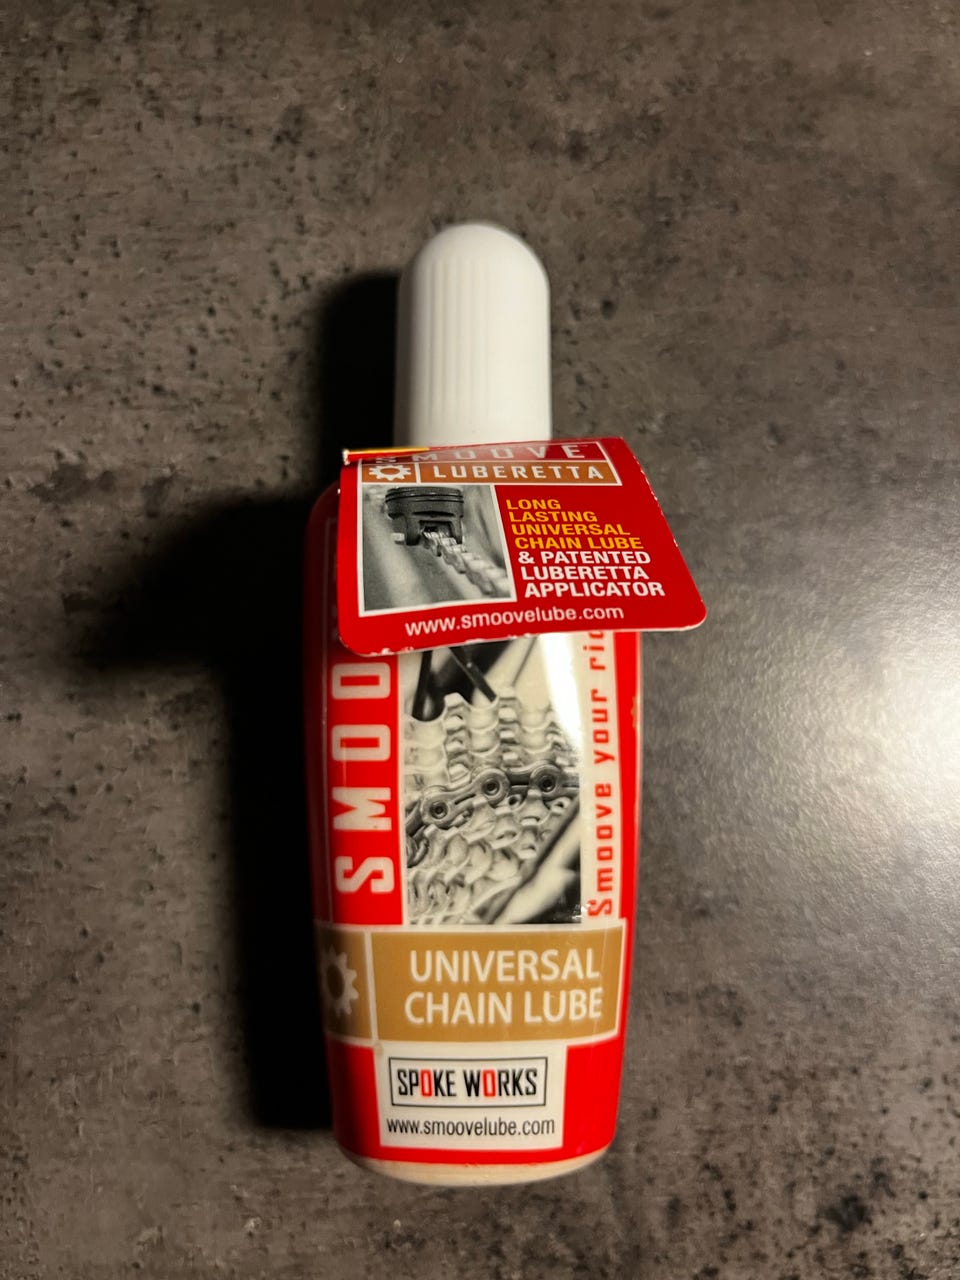 SMOOVE
LUBERETTA
LONG
LASTING
UNIVERSAL
CHAIN LUBE
& PATENTED
LUBERETTA
APPLICATOR
www.smoovelube.com
SMOO
Smoove your rid
UNIVERSAL
CHAIN LUBE
SPOKE WORKS
www.smoovelube.com